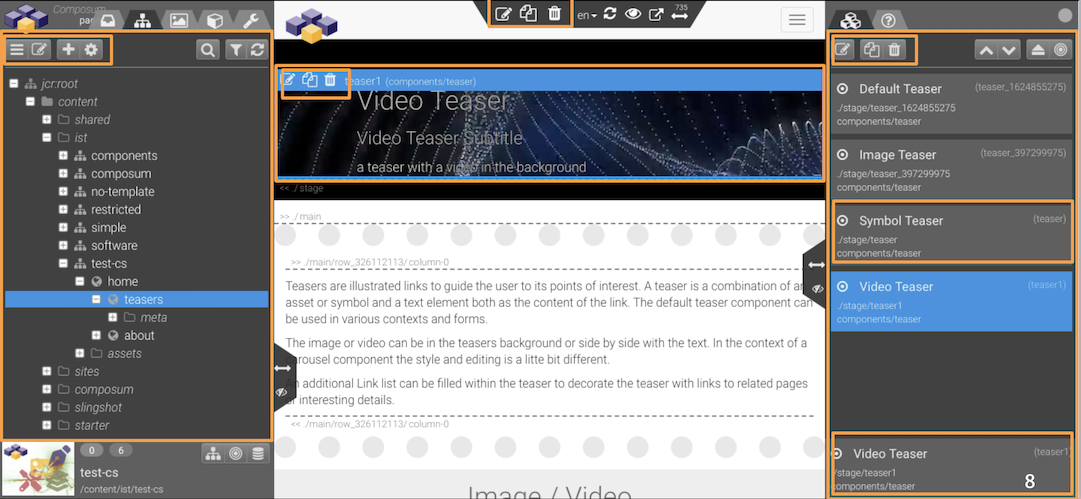 Composum
pa
jcr:root
content
shared
ist
components
composum
no-template
restricted
simple
software
test-cs
home
teasers
meta
about
assets
sites
composum
slingshot
starter
0 6
test-cs
/content/ist/test-cs
en
735
teaser1 (components/teaser)
Video Teaser
Video Teaser Subtitle
a teaser with a video in the background
<< ./stage
>> ./main
>> ./main/row_326112113/column-0
Teasers are illustrated links to guide the user to its points of interest. A teaser is a combination of an
asset or symbol and a text element both as the content of the link. The default teaser component can
be used in various contexts and forms.
The image or video can be in the teasers background or side by side with the text. In the context of a
carousel component the style and editing is a litte bit different.
An additional Link list can be filled within the teaser to decorate the teaser with links to related pages
or interesting details.
<< ./main/row_326112113/column-0
Image / Video
Default Teaser (teaser_1624855275)
./stage/teaser_1624855275
components/teaser
Image Teaser (teaser_397299975)
./stage/teaser_397299975
components/teaser
Symbol Teaser (teaser)
./stage/teaser
components/teaser
Video Teaser (teaser1)
./stage/teaser1
components/teaser
Video Teaser (teaser1)
/stage/teaser1
components/teaser
8